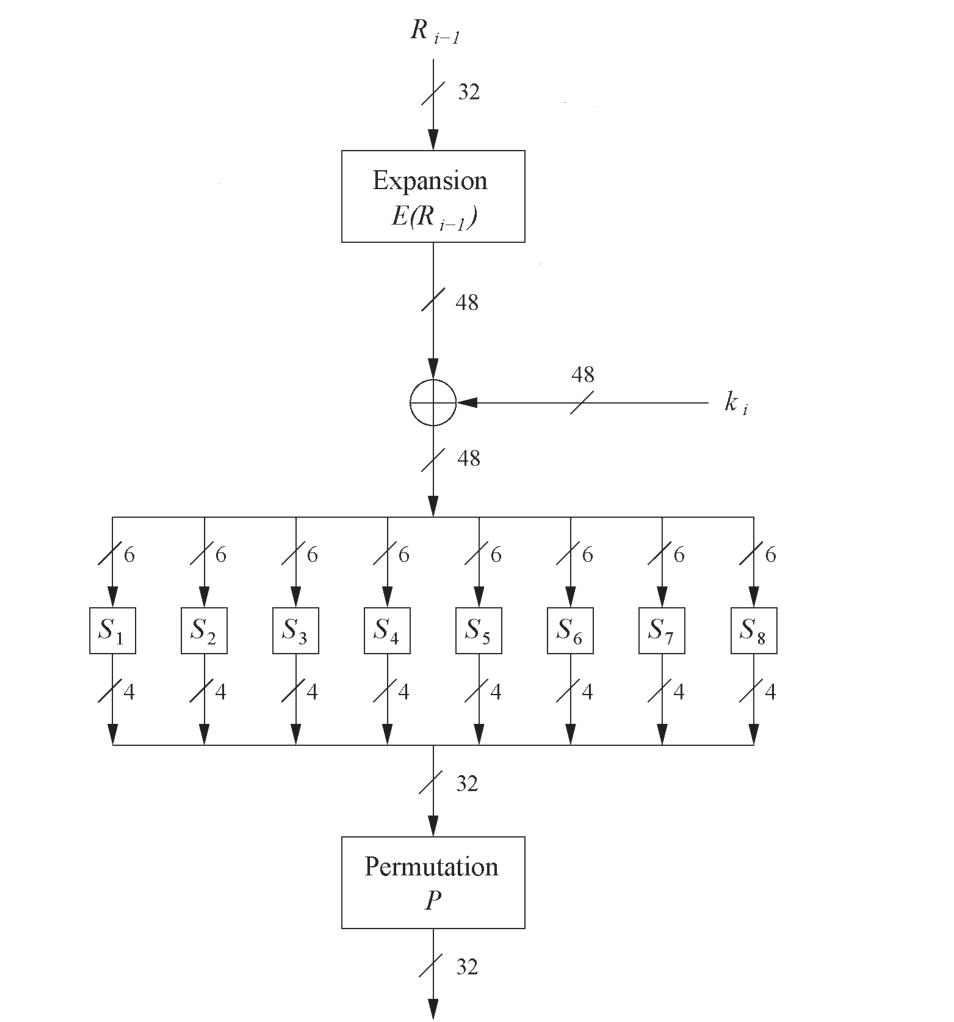 R i−1
32
Expansion
E(R i−1)
48
48
k i
48
6 6 6 6 6 6 6 6
S1 S2 S3 S4 S5 S6 S7 S8
4 4 4 4 4 4 4 4
32
Permutation
P
32